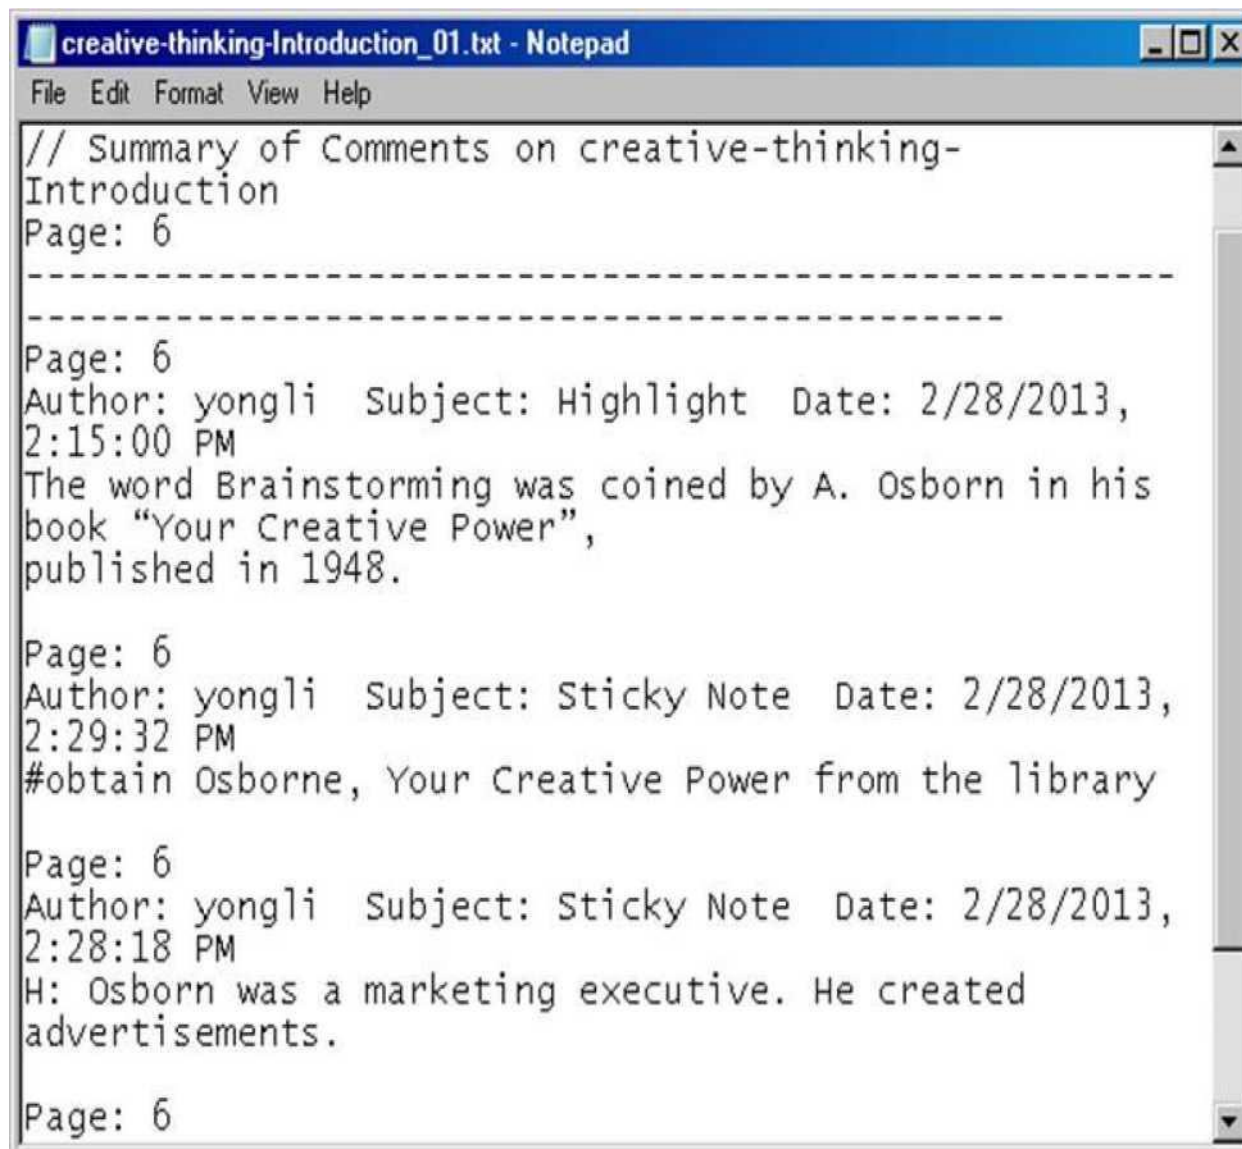 creative-thinking-Introduction_01.txt - Notepad
File Edit Format View Help
// Summary of Comments on creative-thinking-
Introduction
Page: 6
------------------------------------------------------
----------------------------------------------
Page: 6
Author: yongli  Subject: Highlight  Date: 2/28/2013,
2:15:00 PM
The word Brainstorming was coined by A. Osborn in his
book “Your Creative Power”,
published in 1948.

Page: 6
Author: yongli  Subject: Sticky Note  Date: 2/28/2013,
2:29:32 PM
#obtain Osborne, Your Creative Power from the library

Page: 6
Author: yongli  Subject: Sticky Note  Date: 2/28/2013,
2:28:18 PM
H: Osborn was a marketing executive. He created
advertisements.

Page: 6